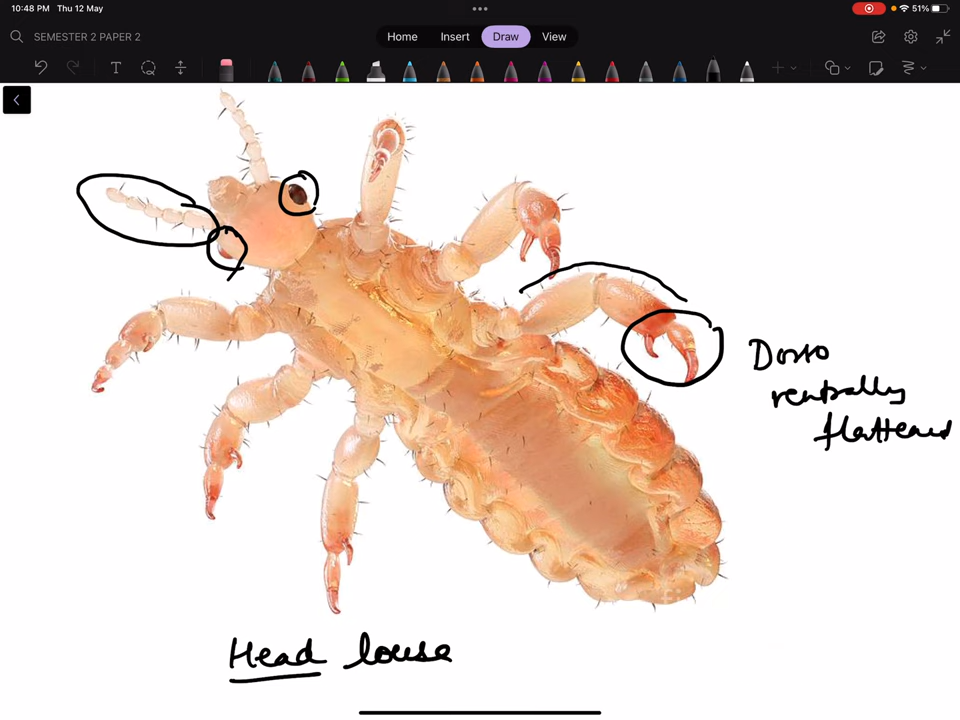 10:48 PM Thu 12 May
51%
SEMESTER 2 PAPER 2
Home Insert Draw View
T
Dorso
ventrally
flattened
Head louse